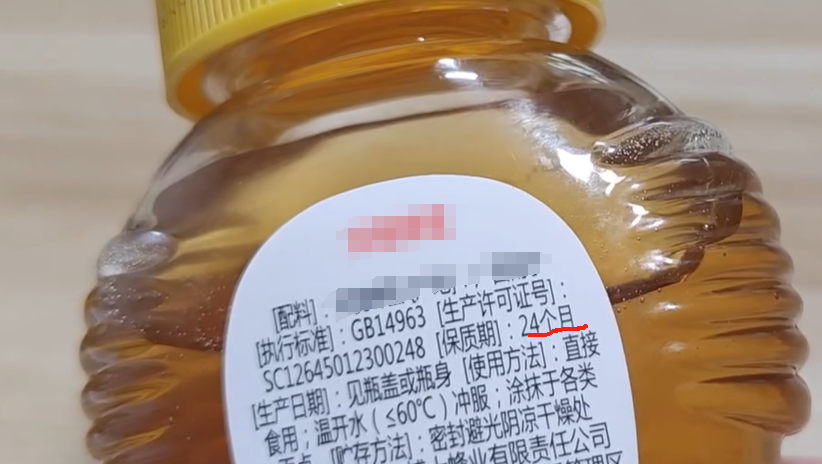 [配料]:
[执行标准]:GB14963 [生产许可证号]:
SC12645012300248 [保质期]:24个月
[生产日期]:见瓶盖或瓶身 [使用方法]:直接
食用;温开水(≤60℃)冲服;涂抹于各类
[贮存方法]:密封避光阴凉干燥处
蜂业有限责任公司